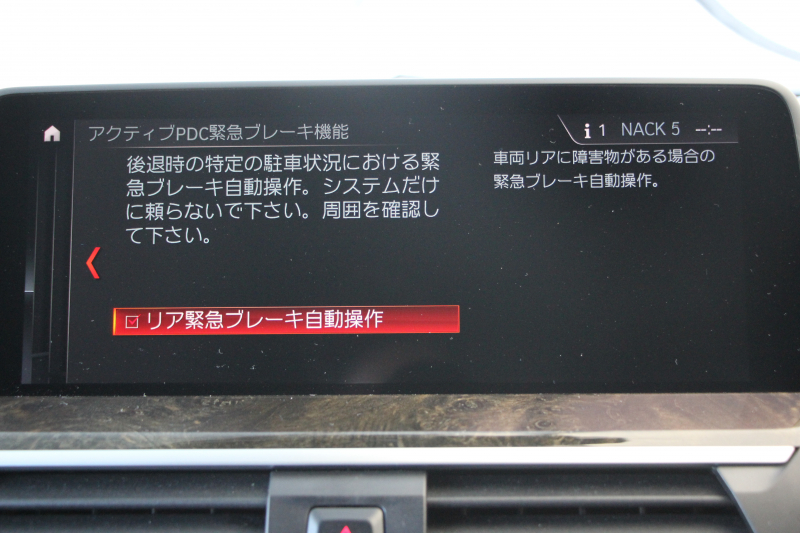 アクティブPDC緊急ブレーキ機能
i 1 NACK 5 --:--
後退時の特定の駐車状況における緊
急ブレーキ自動操作。システムだけ
に頼らないで下さい。周囲を確認し
て下さい。
車両リアに障害物がある場合の
緊急ブレーキ自動操作。
リア緊急ブレーキ自動操作